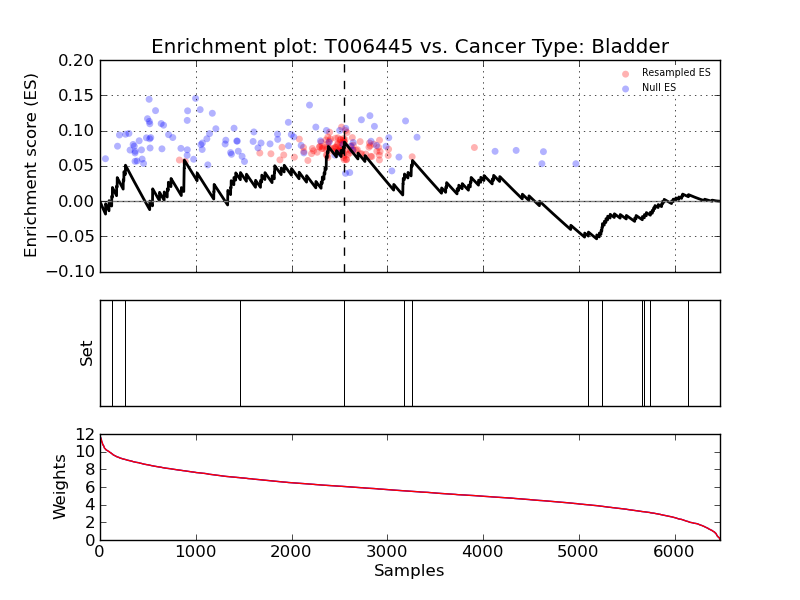 Enrichment plot: T006445 vs. Cancer Type: Bladder
Enrichment score (ES)
0.20
0.15
0.10
0.05
0.00
−0.05
−0.10
Resampled ES
Null ES
Set
Weights
12
10
8
6
4
2
0
0 1000 2000 3000 4000 5000 6000
Samples